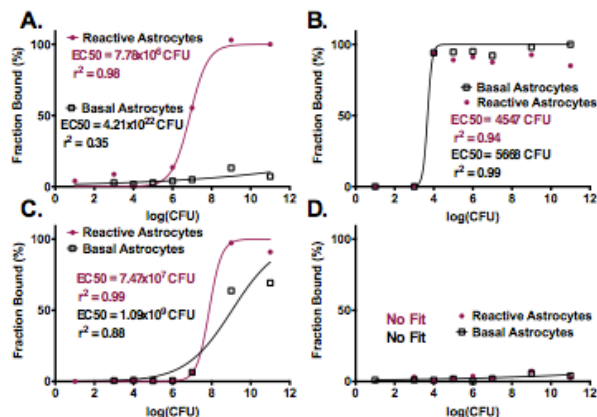 A.
Reactive Astrocytes
EC50 = 7.78x10⁶ CFU
r² = 0.98
Basal Astrocytes
EC50 = 4.21x10²² CFU
r² = 0.35
Fraction Bound (%)
100
50
0
0 2 4 6 8 10 12
log(CFU)
B.
Basal Astrocytes
Reactive Astrocytes
EC50 = 4547 CFU
r² = 0.94
EC50 = 5668 CFU
r² = 0.99
Fraction Bound (%)
100
50
0
0 2 4 6 8 10 12
log(CFU)
C.
Reactive Astrocytes
Basal Astrocytes
EC50 = 7.47x10⁷ CFU
r² = 0.99
EC50 = 1.09x10⁹ CFU
r² = 0.88
Fraction Bound (%)
100
50
0
0 2 4 6 8 10 12
log(CFU)
D.
No Fit
No Fit
Reactive Astrocytes
Basal Astrocytes
Fraction Bound (%)
100
50
0
0 2 4 6 8 10 12
log(CFU)